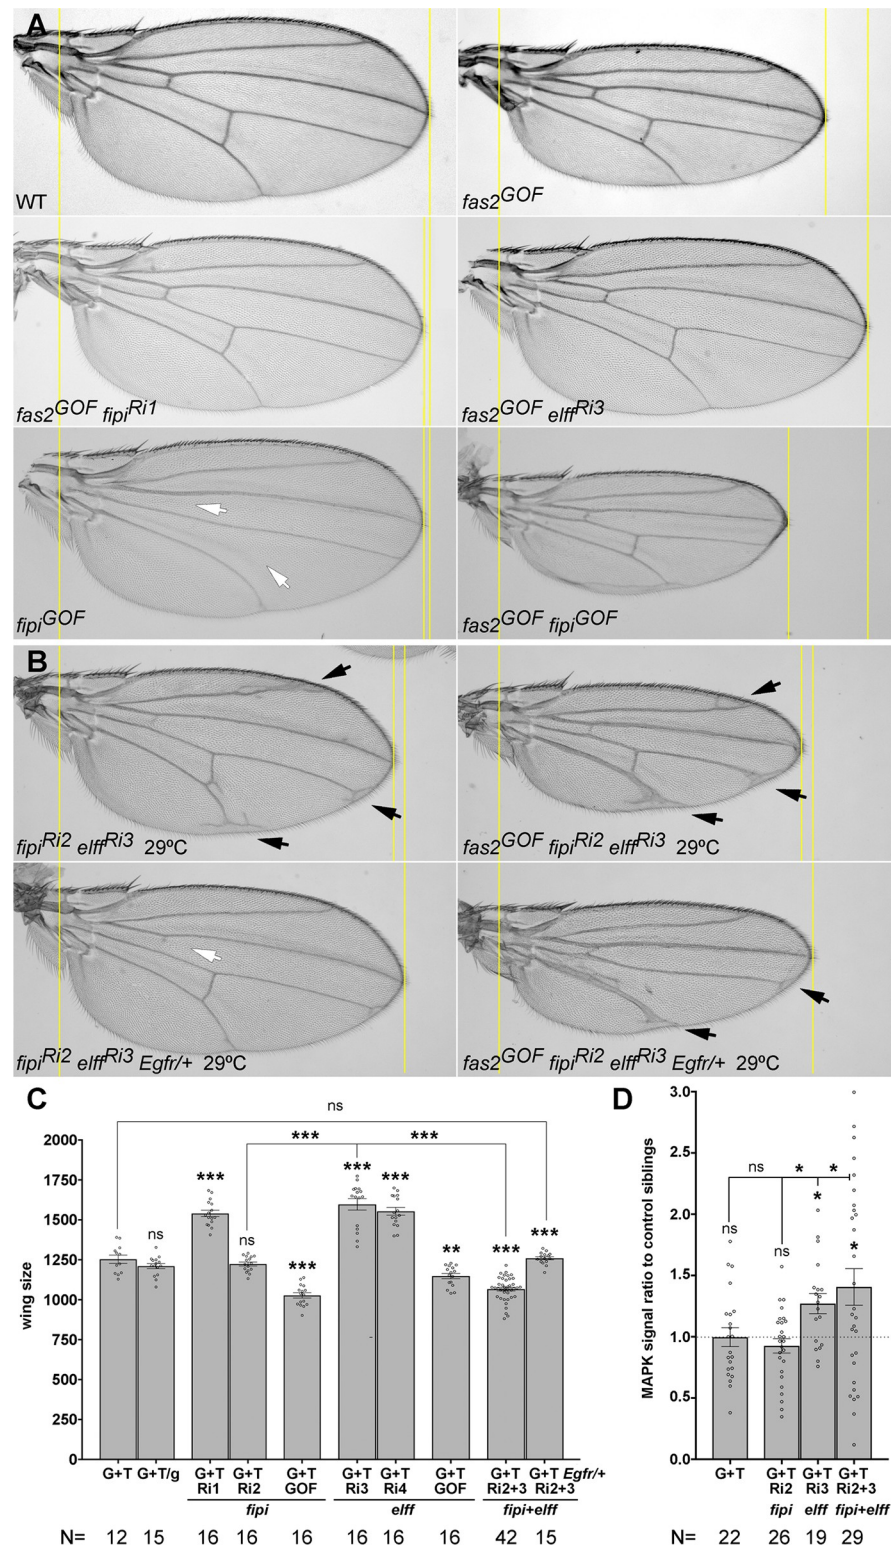 A
WT
fas2GOF
fas2GOF fipiRi1
fas2GOF elffRi3
fipiGOF
fas2GOF fipiGOF
B
fipiRi2 elffRi3 29ºC
fas2GOF fipiRi2 elffRi3 29ºC
fipiRi2 elffRi3 Egfr/+ 29ºC
fas2GOF fipiRi2 elffRi3 Egfr/+ 29ºC
C
wing size
2000
1750
1500
1250
1000
750
500
250
0
ns
*** ***
*** ***
***
ns
ns
*** ** *** ***
G+T G+T/g G+T G+T G+T G+T G+T G+T G+T G+T Egfr/+
Ri1 Ri2 GOF Ri3 Ri4 GOF Ri2+3 Ri2+3
fipi elff fipi+elff
N= 12 15 16 16 16 16 16 16 42 15
D
MAPK signal ratio to control siblings
3.0
2.5
2.0
1.5
1.0
0.5
0.0
ns * *
ns ns * *
G+T G+T G+T G+T
Ri2 Ri3 Ri2+3
fipi elff fipi+elff
N= 22 26 19 29